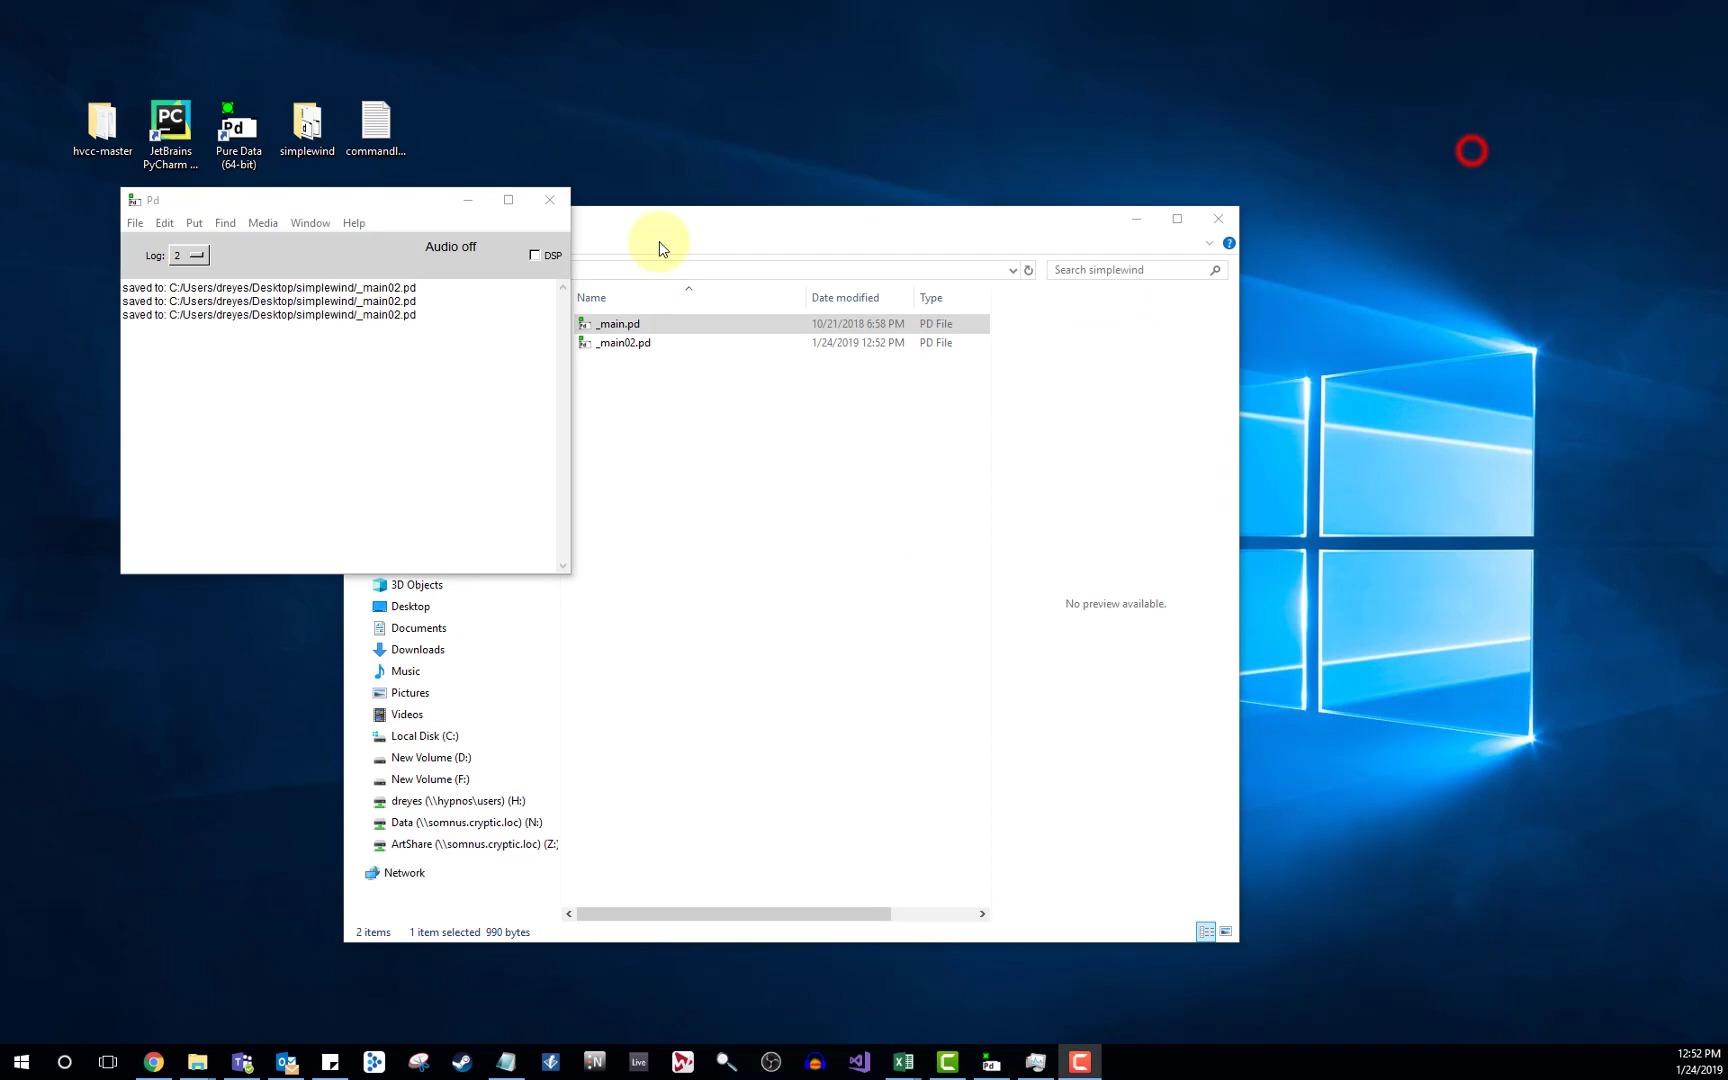 hvcc-master
JetBrains
PyCharm ...
Pure Data
(64-bit)
simplewind
commandl...
PC
Pd
Pd
File Edit Put Find Media Window Help
Log: 2
Audio off
DSP
saved to: C:/Users/dreyes/Desktop/simplewind/_main02.pd
saved to: C:/Users/dreyes/Desktop/simplewind/_main02.pd
saved to: C:/Users/dreyes/Desktop/simplewind/_main02.pd
Search simplewind
Name Date modified Type
_main.pd 10/21/2018 6:58 PM PD File
_main02.pd 1/24/2019 12:52 PM PD File
No preview available.
3D Objects
Desktop
Documents
Downloads
Music
Pictures
Videos
Local Disk (C:)
New Volume (D:)
New Volume (F:)
dreyes (\\hypnos\users) (H:)
Data (\\somnus.cryptic.loc) (N:)
ArtShare (\\somnus.cryptic.loc) (Z:)
Network
2 items 1 item selected 990 bytes
Live
12:52 PM
1/24/2019